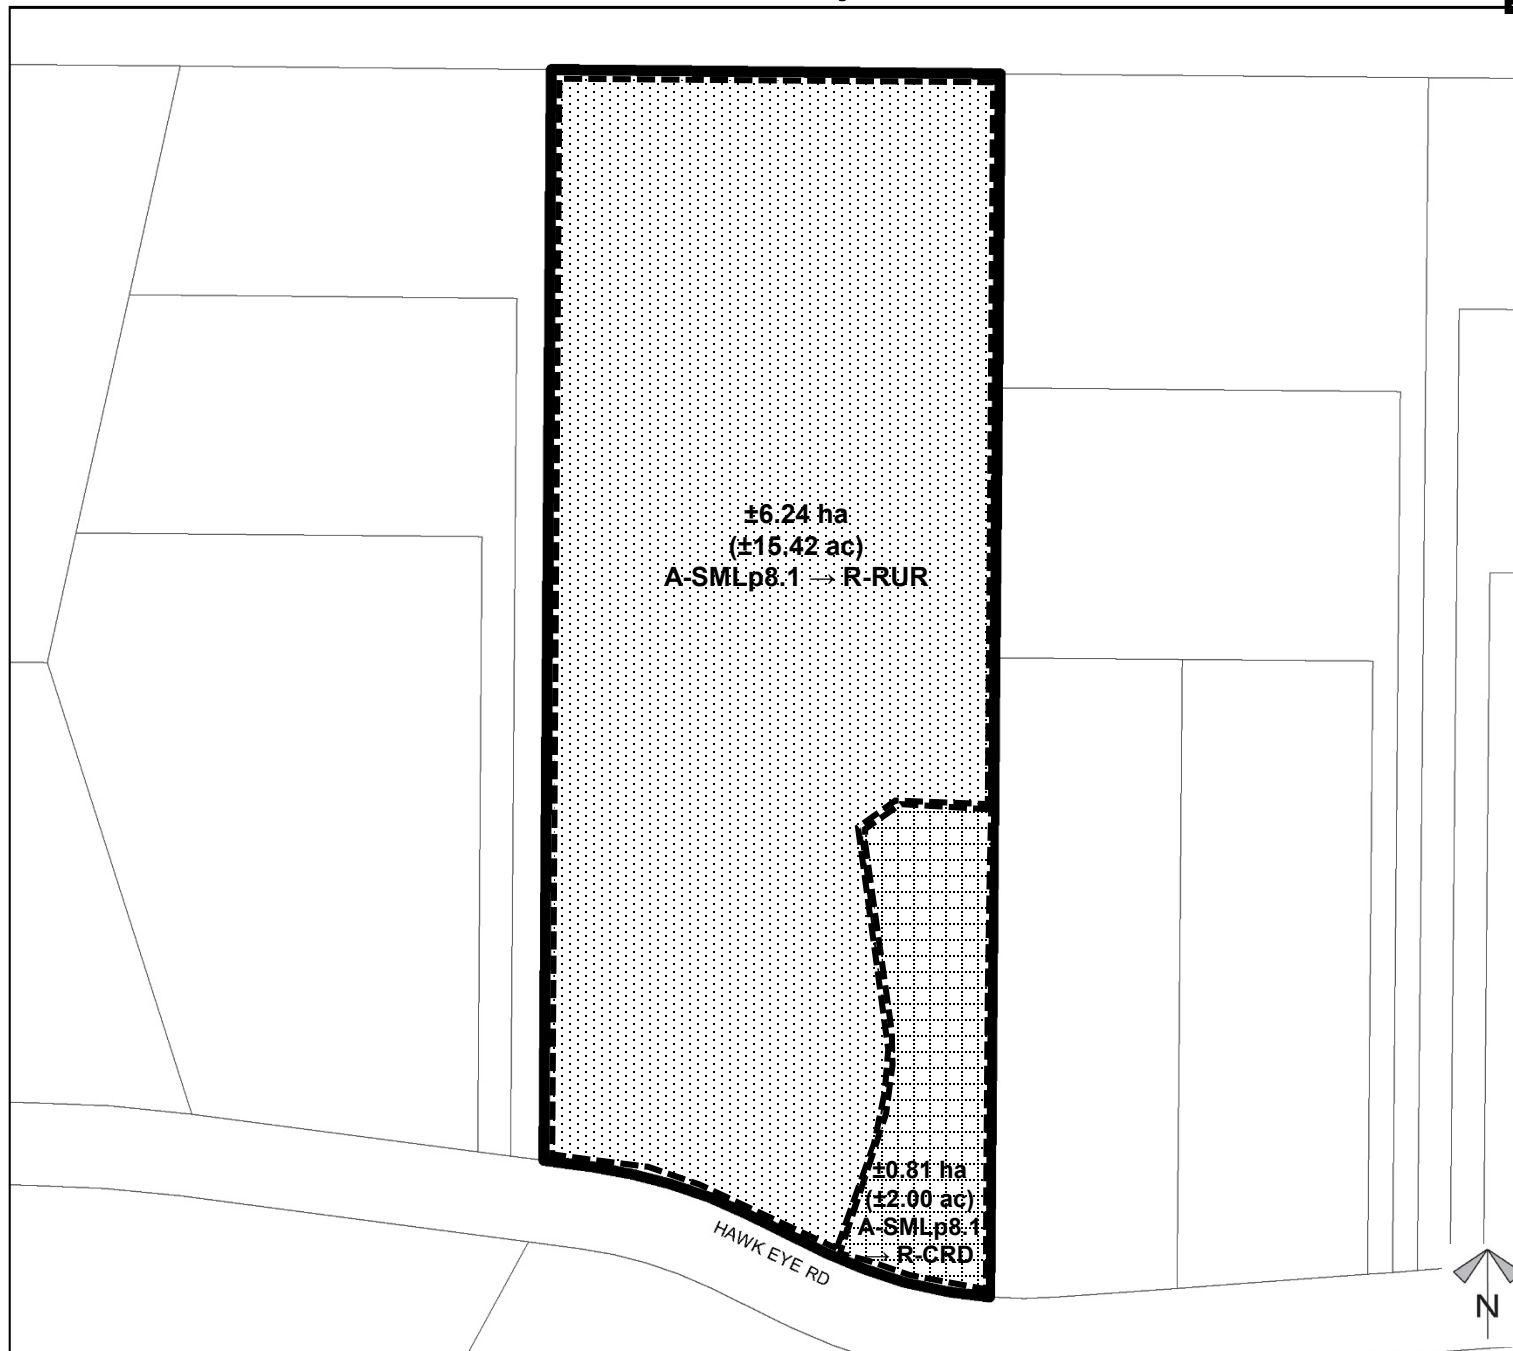 ±6.24 ha
(±15.42 ac)
A-SMLp8.1 → R-RUR
±0.81 ha
(±2.00 ac)
A-SMLp8.1
→ R-CRD
HAWK EYE RD
N